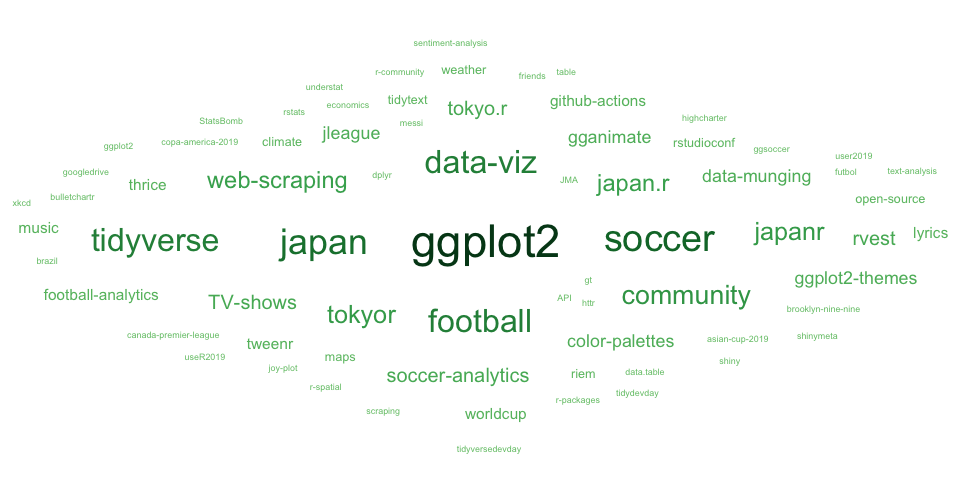 sentiment-analysis
r-community weather friends table
understat
tidytext
economics
rstats
tokyo.r
github-actions
StatsBomb
jleague
messi
highcharter
ggplot2
copa-america-2019
climate
gganimate
rstudioconf
ggsoccer
data-viz
user2019
googledrive
thrice
web-scraping
dplyr
JMA
japan.r
data-munging
futbol
text-analysis
xkcd
bulletchartr
open-source
music
tidyverse
japan
ggplot2
soccer
japanr
rvest
lyrics
brazil
football-analytics
TV-shows
tokyor
football
gt
API
httr
community
ggplot2-themes
brooklyn-nine-nine
canada-premier-league
tweenr
useR2019
maps
joy-plot
color-palettes
asian-cup-2019
shinymeta
shiny
r-spatial
soccer-analytics
riem
data.table
tidydevday
r-packages
scraping
worldcup
tidyversedevday